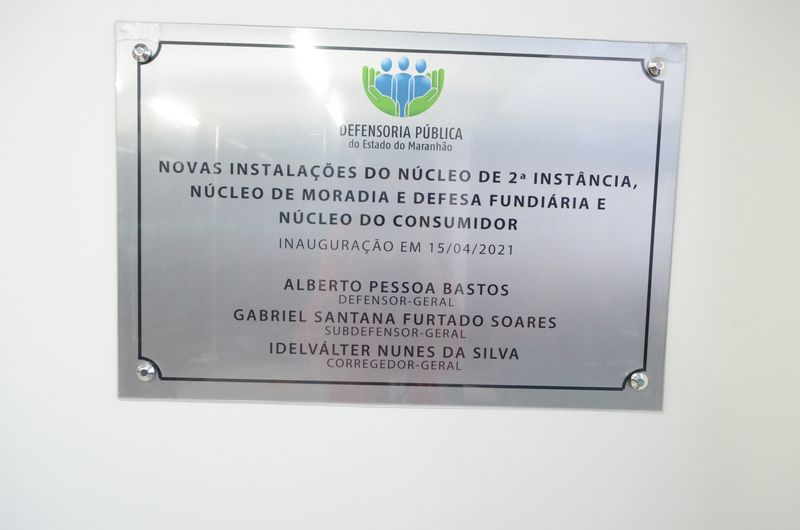 DEFENSORIA PÚBLICA
do Estado do Maranhão
NOVAS INSTALAÇÕES DO NÚCLEO DE 2ª INSTÂNCIA,
NÚCLEO DE MORADIA E DEFESA FUNDIÁRIA E
NÚCLEO DO CONSUMIDOR
INAUGURAÇÃO EM 15/04/2021
ALBERTO PESSOA BASTOS
DEFENSOR-GERAL
GABRIEL SANTANA FURTADO SOARES
SUBDEFENSOR-GERAL
IDELVÁLTER NUNES DA SILVA
CORREGEDOR-GERAL